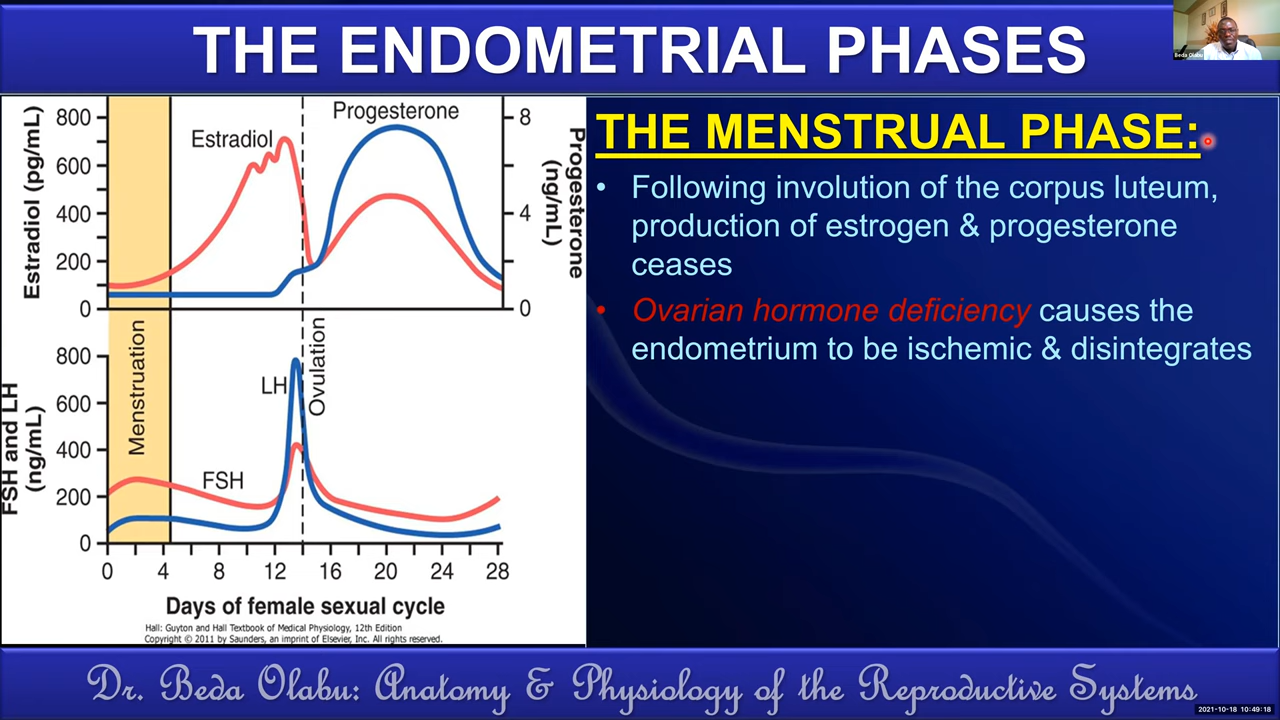 THE ENDOMETRIAL PHASES
Beda Olabu
Estradiol (pg/mL)
800
600
400
200
0
Estradiol
Progesterone
8
4
0
Progesterone
(ng/mL)
FSH and LH
(ng/mL)
800
600
400
200
0
Menstruation
FSH
LH
Ovulation
0 4 8 12 16 20 24 28
Days of female sexual cycle
Hall: Guyton and Hall Textbook of Medical Physiology, 12th Edition
Copyright © 2011 by Saunders, an imprint of Elsevier, Inc. All rights reserved.
THE MENSTRUAL PHASE:
• Following involution of the corpus luteum,
production of estrogen & progesterone
ceases
• Ovarian hormone deficiency causes the
endometrium to be ischemic & disintegrates
Dr. Beda Olabu: Anatomy & Physiology of the Reproductive Systems
2021-10-18 10:49:18